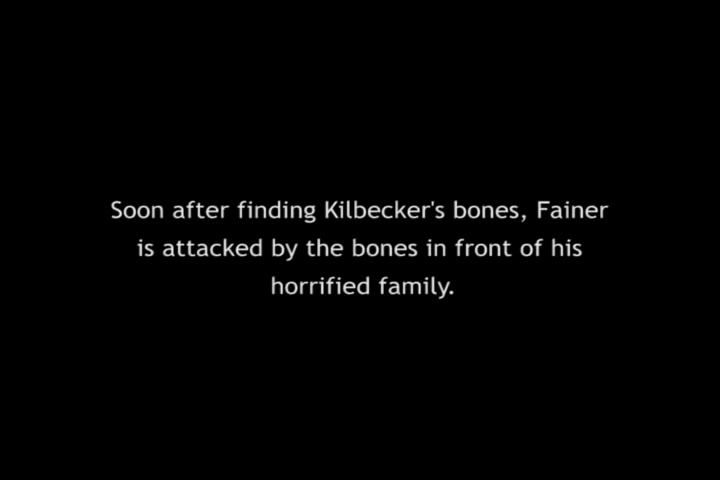 Soon after finding Kilbecker's bones, Fainer
is attacked by the bones in front of his
horrified family.